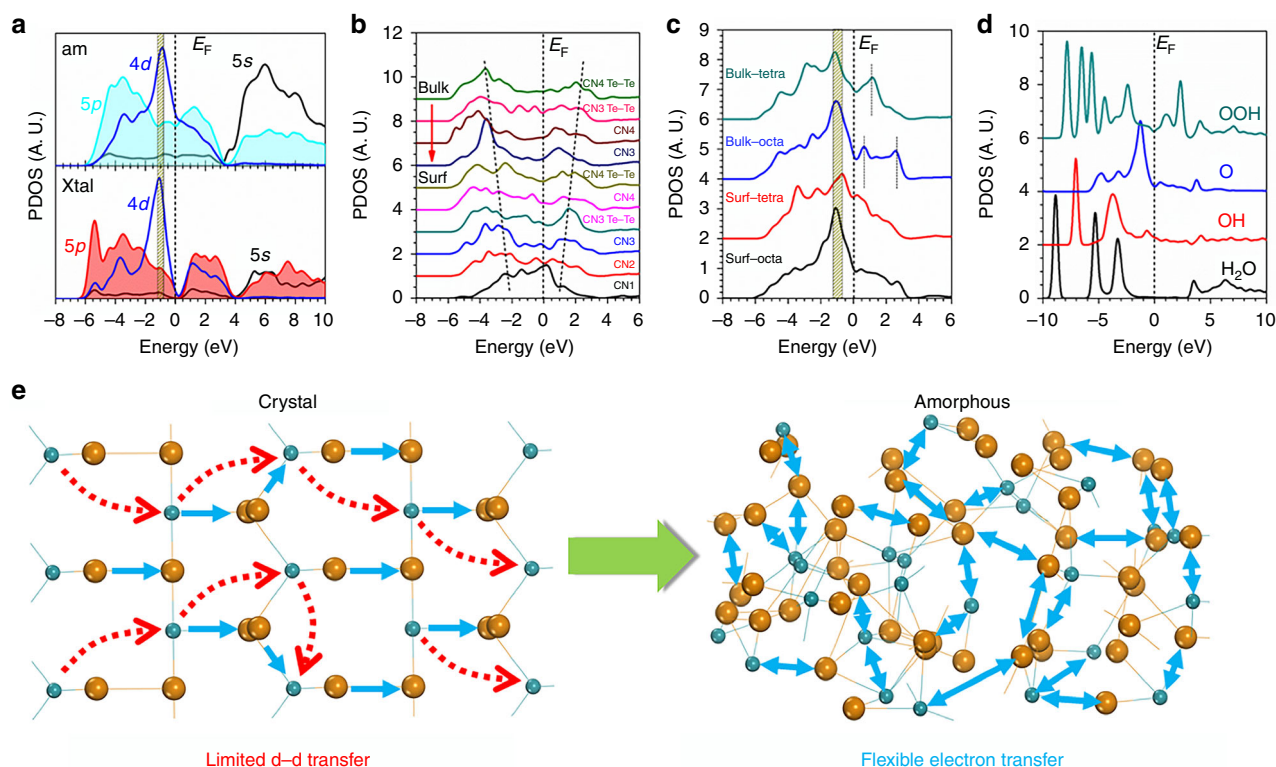 a
am
4d
E_F
5s
5p
Xtal
4d
5p
5s
PDOS (A. U.)
PDOS (A. U.)
−8 −6 −4 −2 0 2 4 6 8 10
Energy (eV)
b
12
10
8
6
4
2
0
E_F
Bulk
Surf
CN4 Te–Te
CN3 Te–Te
CN4
CN3
CN4 Te–Te
CN4
CN3 Te–Te
CN3
CN2
CN1
PDOS (A. U.)
−8 −6 −4 −2 0 2 4 6
Energy (eV)
c
9
8
7
6
5
4
3
2
1
0
E_F
Bulk–tetra
Bulk–octa
Surf–tetra
Surf–octa
PDOS (A. U.)
−8 −6 −4 −2 0 2 4 6
Energy (eV)
d
10
8
6
4
2
0
E_F
OOH
O
OH
H₂O
PDOS (A. U.)
−10 −5 0 5 10
Energy (eV)
e
Crystal
Amorphous
Limited d–d transfer
Flexible electron transfer